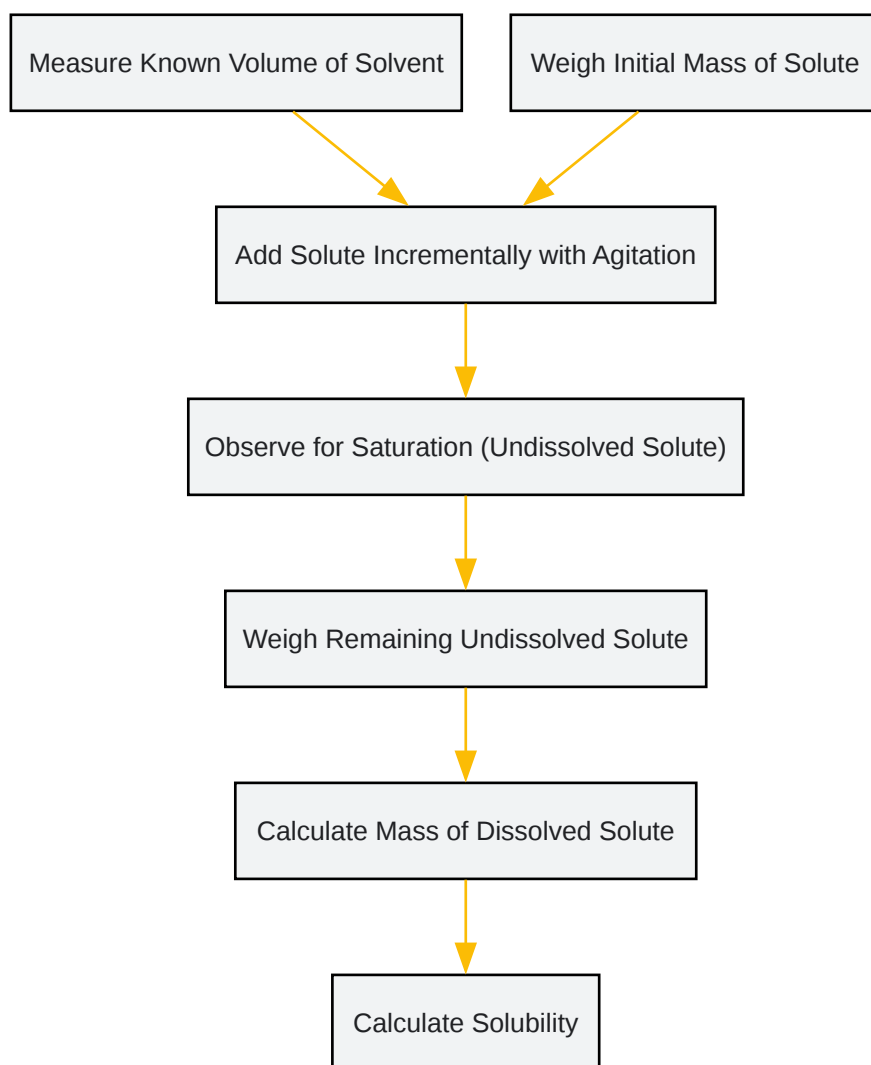 Measure Known Volume of Solvent
Weigh Initial Mass of Solute
Add Solute Incrementally with Agitation
Observe for Saturation (Undissolved Solute)
Weigh Remaining Undissolved Solute
Calculate Mass of Dissolved Solute
Calculate Solubility